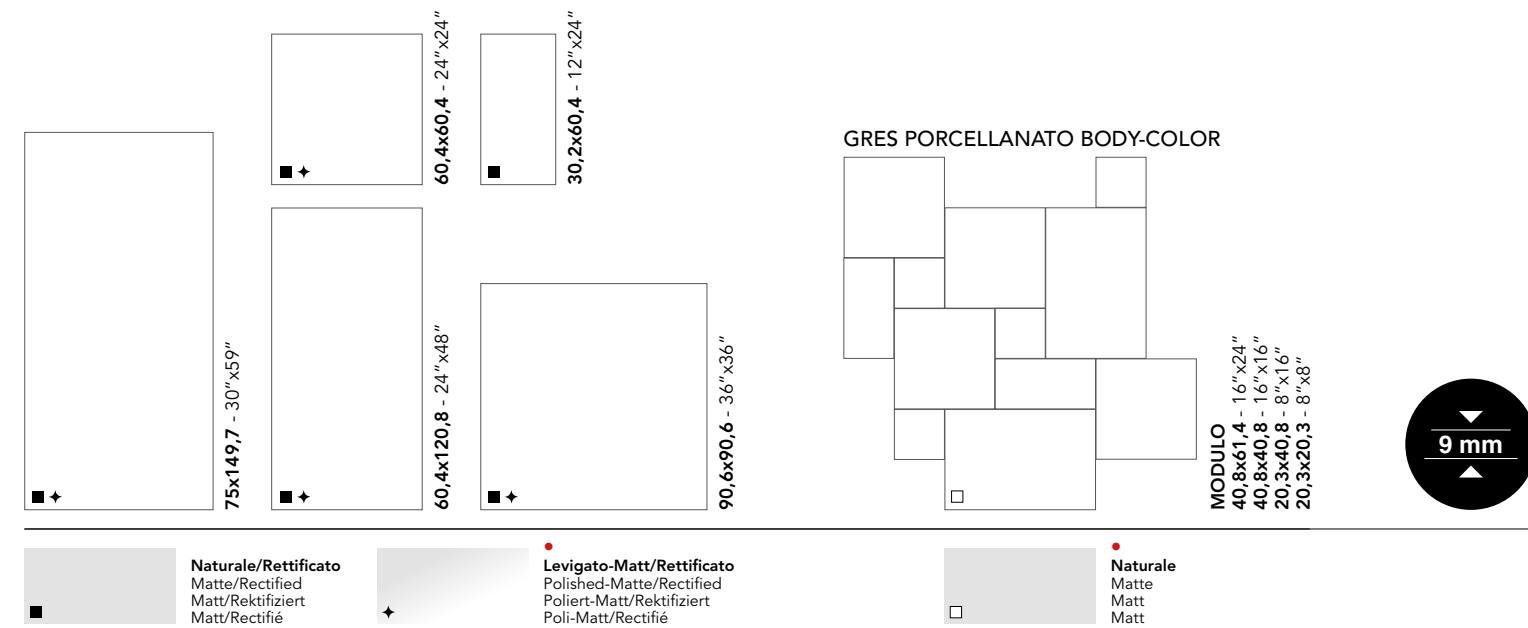 60,4x60,4 - 24"x24"
30,2x60,4 - 12"x24"
75x149,7 - 30"x59"
60,4x120,8 - 24"x48"
90,6x90,6 - 36"x36"
GRES PORCELLANATO BODY-COLOR
MODULO
40,8x61,4 - 16"x24"
40,8x40,8 - 16"x16"
20,3x40,8 - 8"x16"
20,3x20,3 - 8"x8"
9 mm
Naturale/Rettificato
Matte/Rectified
Matt/Rektifiziert
Matt/Rectifié
Levigato-Matt/Rettificato
Polished-Matte/Rectified
Poliert-Matt/Rektifiziert
Poli-Matt/Rectifié
Naturale
Matte
Matt
Matt